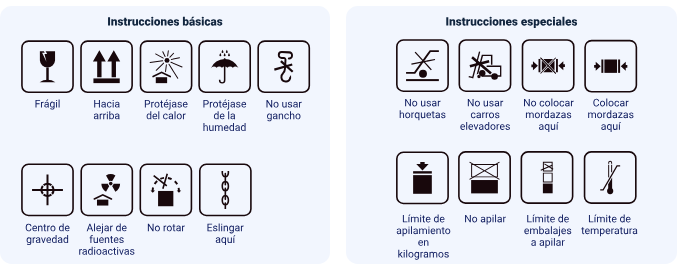 Instrucciones básicas
Frágil
Hacia
arriba
Protéjase
del calor
Protéjase
de la
humedad
No usar
gancho
Centro de
gravedad
Alejar de
fuentes
radioactivas
No rotar
Eslingar
aquí
Instrucciones especiales
No usar
horquetas
No usar
carros
elevadores
No colocar
mordazas
aquí
Colocar
mordazas
aquí
Límite de
apilamiento
en
kilogramos
No apilar
Límite de
embalajes
a apilar
Límite de
temperatura